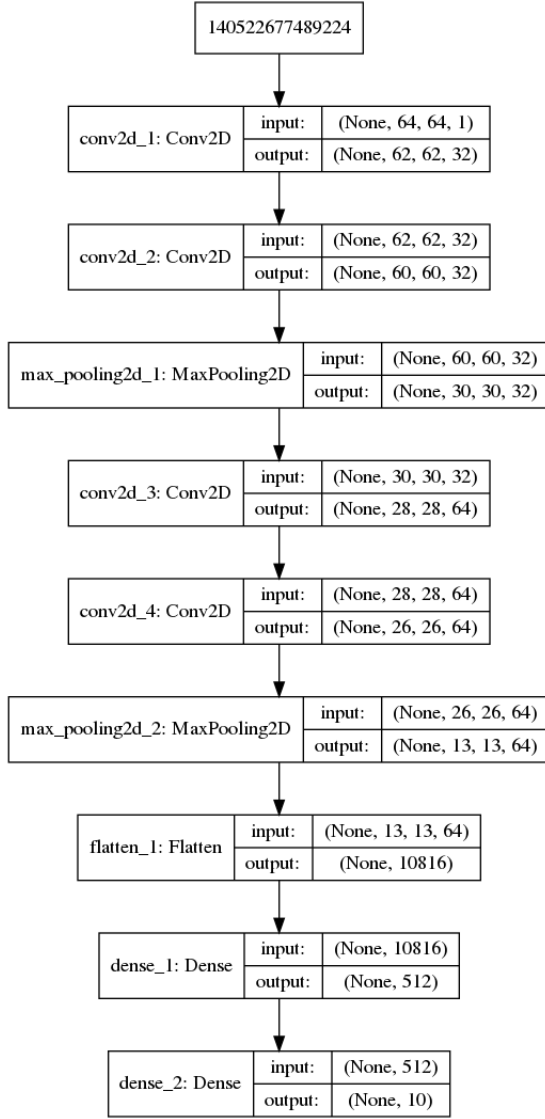 140522677489224
conv2d_1: Conv2D
input: (None, 64, 64, 1)
output: (None, 62, 62, 32)
conv2d_2: Conv2D
input: (None, 62, 62, 32)
output: (None, 60, 60, 32)
max_pooling2d_1: MaxPooling2D
input: (None, 60, 60, 32)
output: (None, 30, 30, 32)
conv2d_3: Conv2D
input: (None, 30, 30, 32)
output: (None, 28, 28, 64)
conv2d_4: Conv2D
input: (None, 28, 28, 64)
output: (None, 26, 26, 64)
max_pooling2d_2: MaxPooling2D
input: (None, 26, 26, 64)
output: (None, 13, 13, 64)
flatten_1: Flatten
input: (None, 13, 13, 64)
output: (None, 10816)
dense_1: Dense
input: (None, 10816)
output: (None, 512)
dense_2: Dense
input: (None, 512)
output: (None, 10)